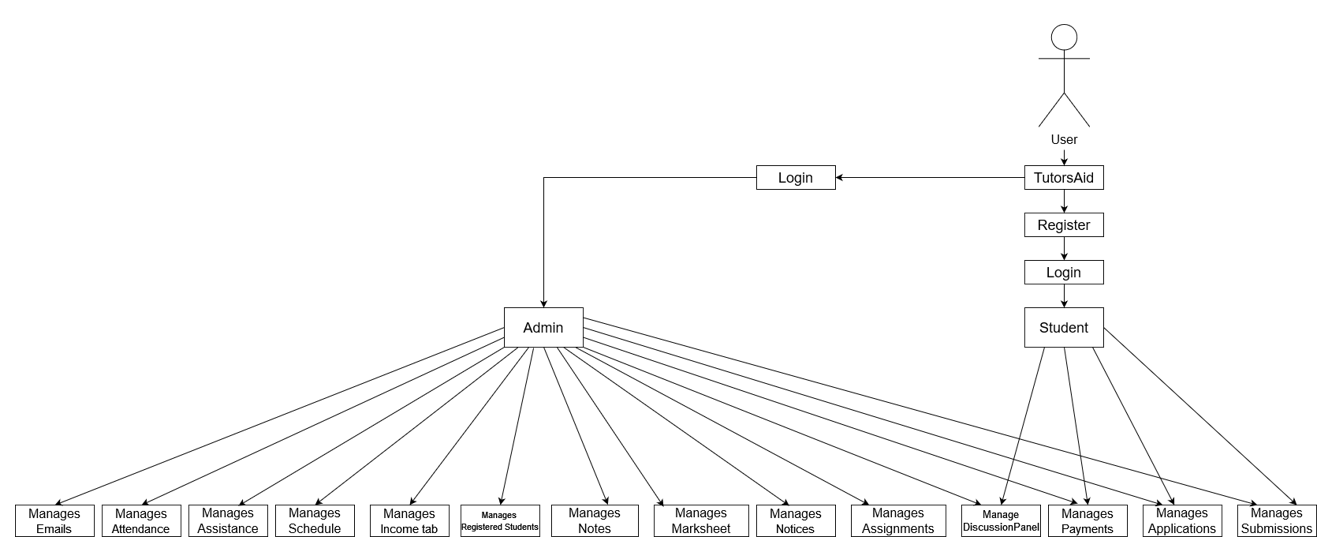 User
Login
TutorsAid
Register
Login
Admin
Student
Manages
Emails
Manages
Attendance
Manages
Assistance
Manages
Schedule
Manages
Income tab
Manages
Registered Students
Manages
Notes
Manages
Marksheet
Manages
Notices
Manages
Assignments
Manage
DiscussionPanel
Manages
Payments
Manages
Applications
Manages
Submissions